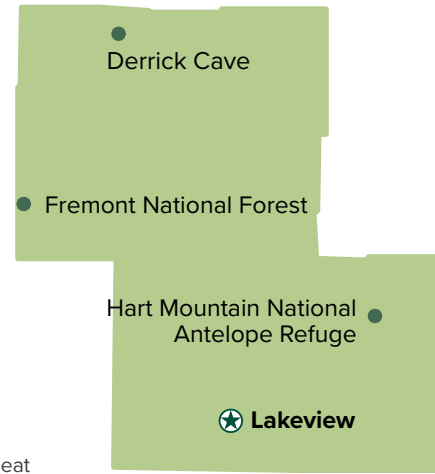 Derrick Cave
Fremont National Forest
Hart Mountain National
Antelope Refuge
Lakeview
eat